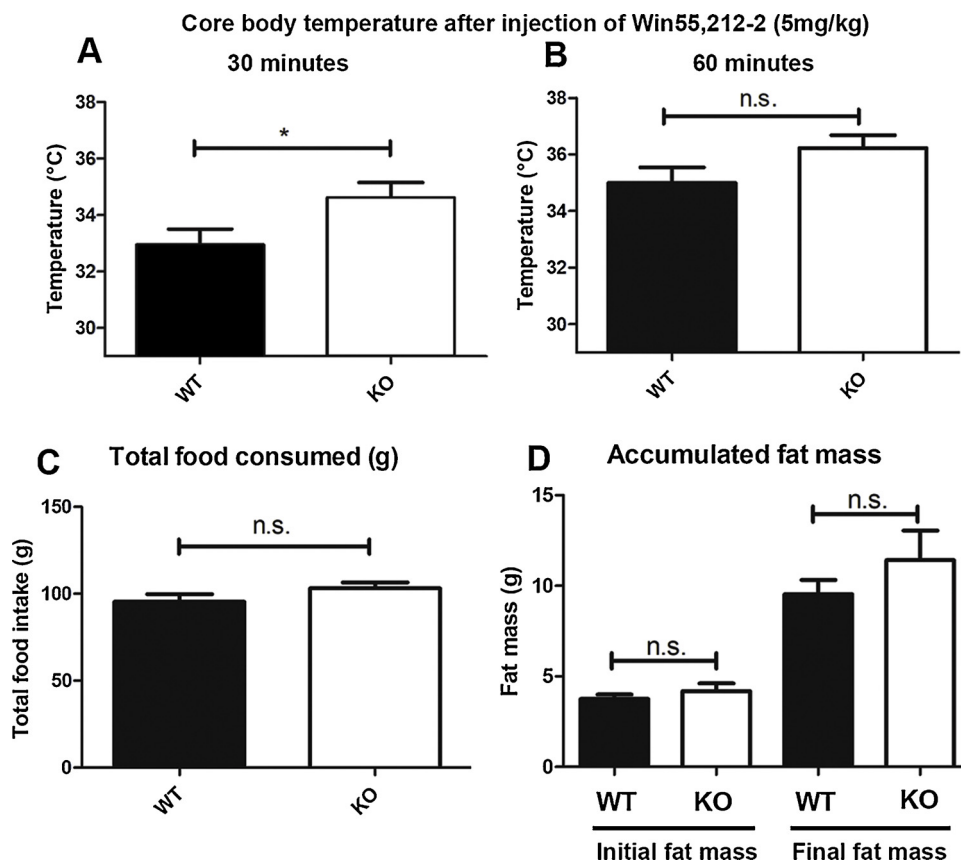 Core body temperature after injection of Win55,212-2 (5mg/kg)
A
30 minutes
38
36
34
32
30
Temperature (°C)
*
WT
KO
B
60 minutes
38
36
34
32
30
Temperature (°C)
n.s.
WT
KO
C
Total food consumed (g)
150
100
50
0
Total food intake (g)
n.s.
WT
KO
D
Accumulated fat mass
15
10
5
0
Fat mass (g)
n.s.
n.s.
WT KO WT KO
Initial fat mass Final fat mass